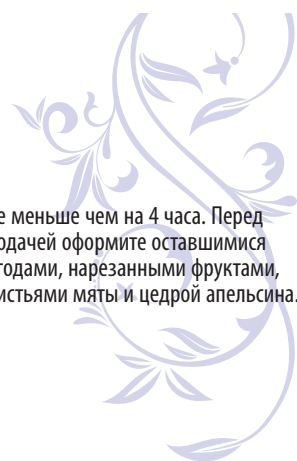 е меньше чем на 4 часа. Перед
одачей оформите оставшимися
годами, нарезанными фруктами,
истьями мяты и цедрой апельсина.